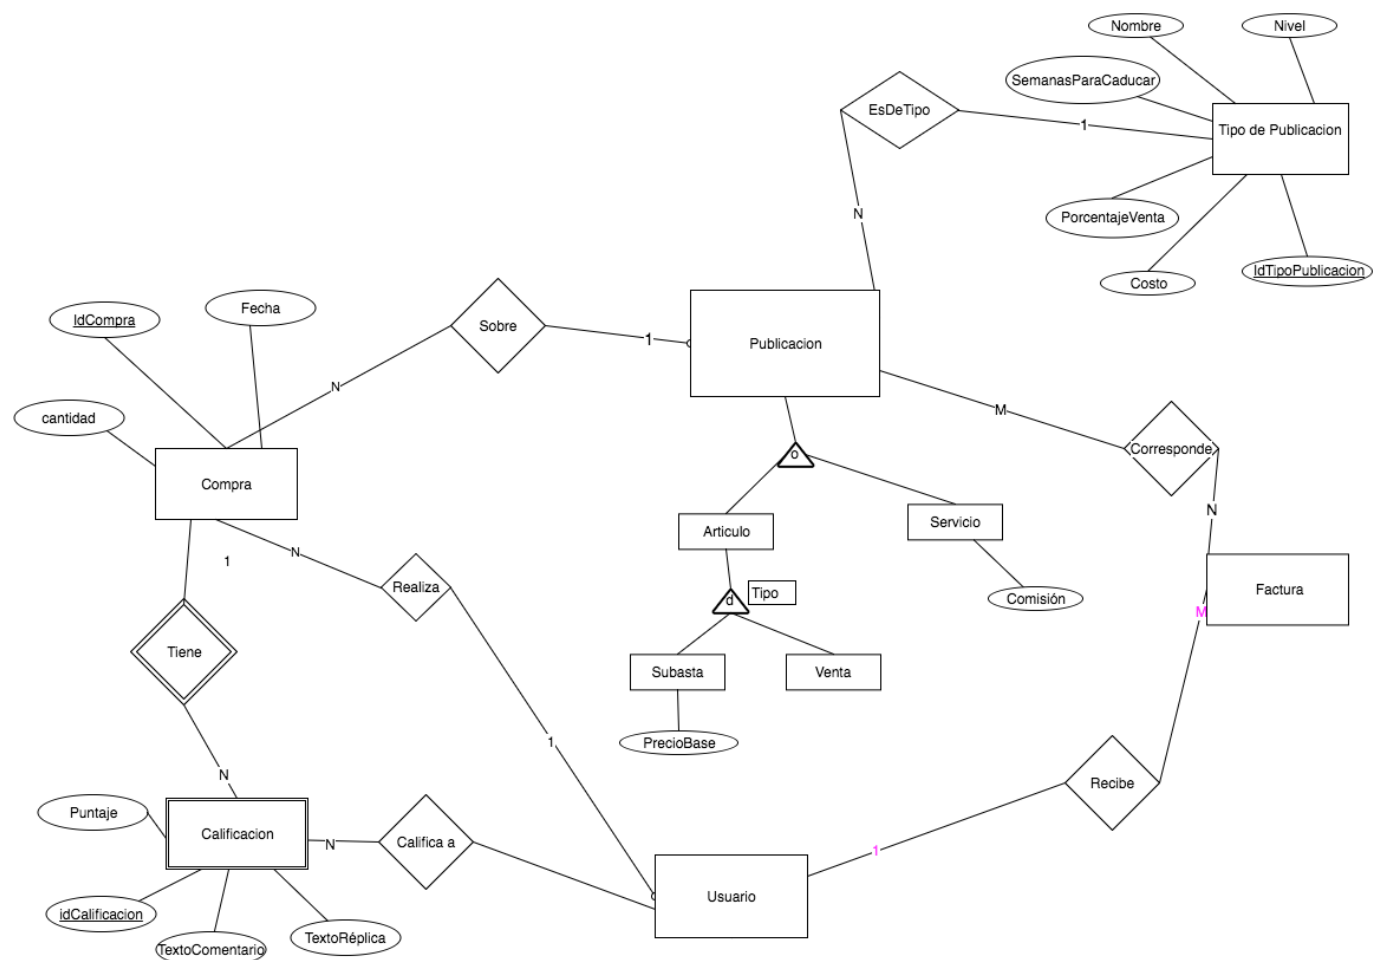 Nombre
Nivel
SemanasParaCaducar
EsDeTipo
1
Tipo de Publicacion
N
PorcentajeVenta
Costo
IdTipoPublicacion
IdCompra
Fecha
Sobre
1
Publicacion
N
cantidad
M
Corresponde
Compra
o
Articulo
Servicio
N
N
1
Realiza
d
Tipo
Comisión
Factura
M
Tiene
Subasta
Venta
PrecioBase
1
N
Recibe
Puntaje
Calificacion
N
Califica a
1
Usuario
idCalificacion
TextoComentario
TextoRéplica